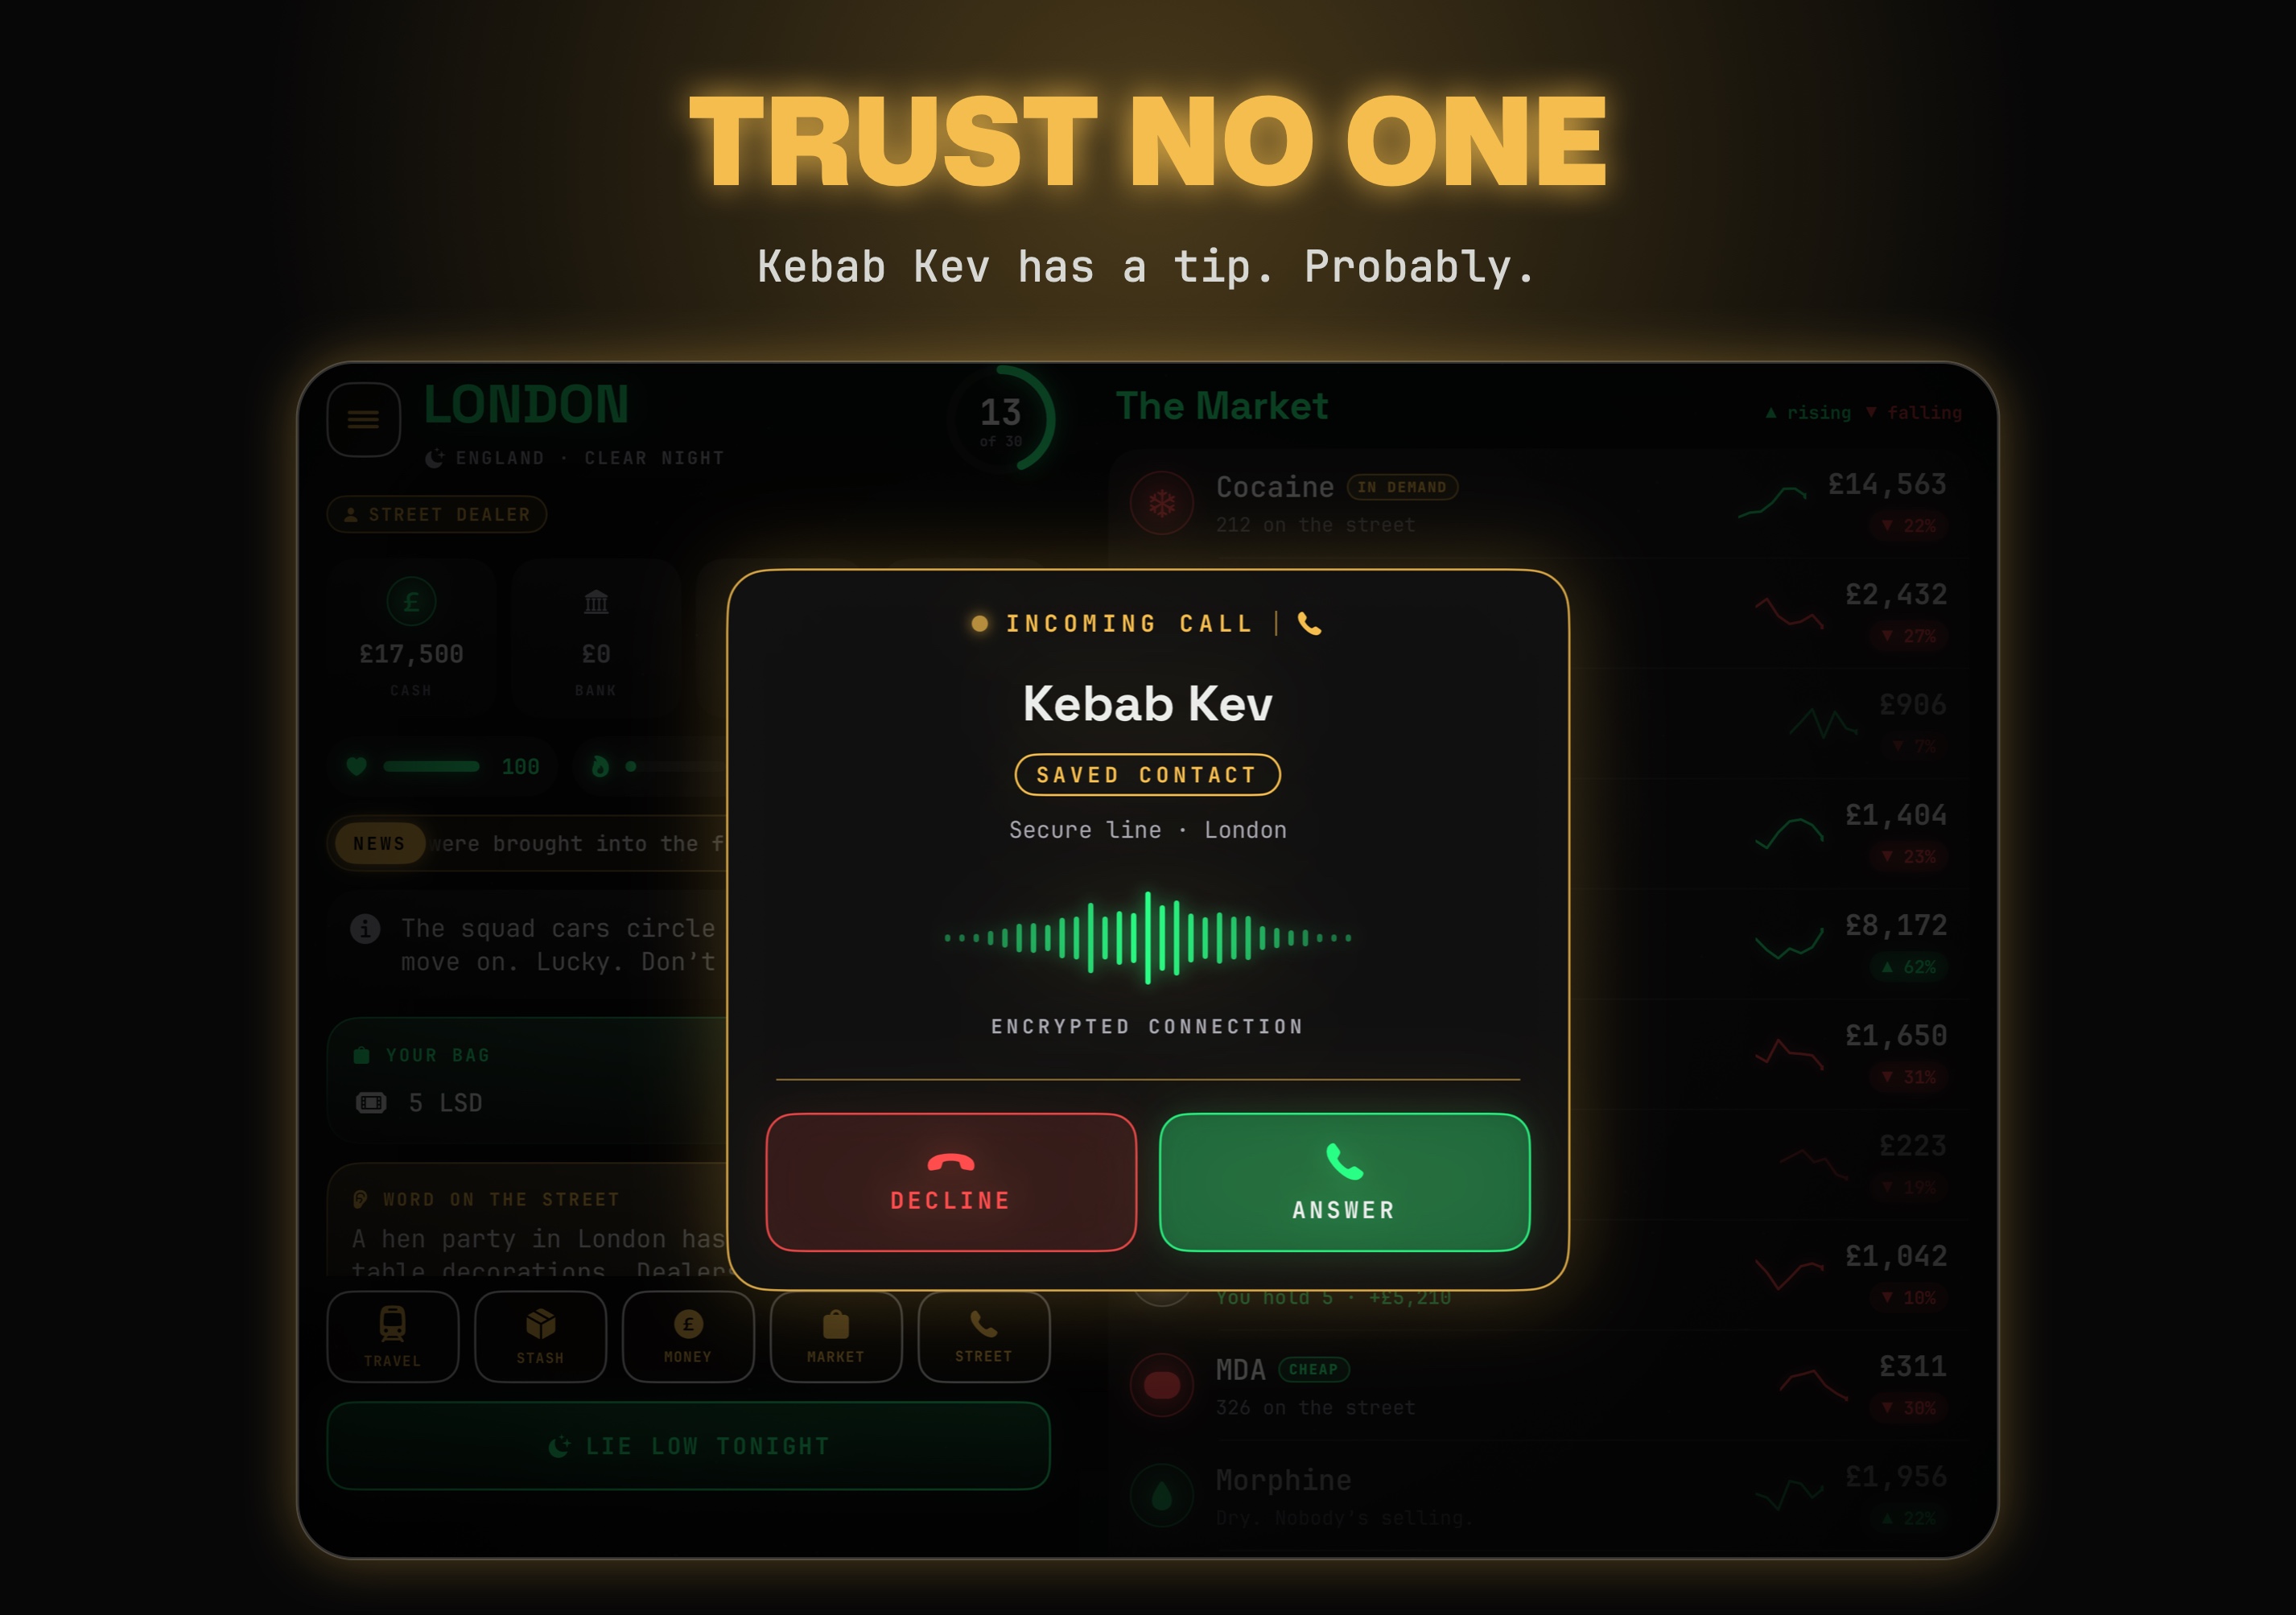 TRUST NO ONE
Kebab Kev has a tip. Probably.
LONDON
ENGLAND · CLEAR NIGHT
13
of 30
STREET DEALER
£
£17,500
CASH
£0
BANK
100
NEWS
were brought into the f
The squad cars circle
move on. Lucky. Don't
YOUR BAG
5 LSD
WORD ON THE STREET
A hen party in London has
table decorations. Dealers
TRAVEL
STASH
£
MONEY
MARKET
STREET
LIE LOW TONIGHT
INCOMING CALL
Kebab Kev
SAVED CONTACT
Secure line · London
ENCRYPTED CONNECTION
DECLINE
ANSWER
The Market
▲ rising ▼ falling
Cocaine IN DEMAND
212 on the street
£14,563
▼ 22%
£2,432
▼ 27%
£906
▼ 7%
£1,404
▼ 23%
£8,172
▲ 62%
£1,650
▼ 31%
£223
▼ 19%
£1,042
▼ 10%
You hold 5 · +£5,210
MDA CHEAP
326 on the street
£311
▼ 30%
Morphine
Dry. Nobody's selling.
£1,956
▲ 22%